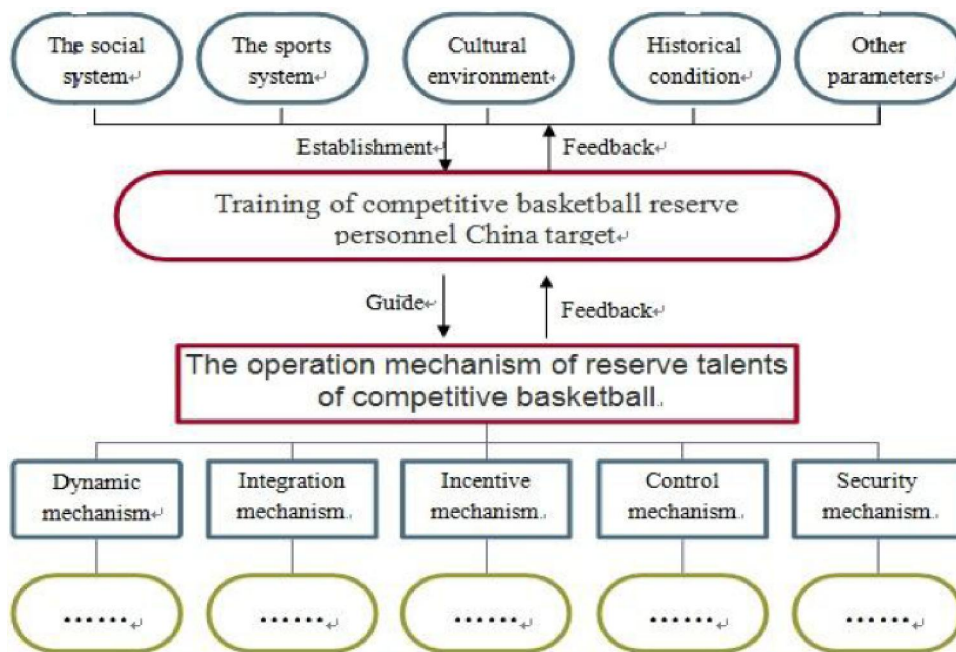 The social
system↵
The sports
system↵
Cultural
environment↵
Historical
condition↵
Other
parameters↵
Establishment↵
Feedback↵
Training of competitive basketball reserve
personnel China target↵
Guide↵
Feedback↵
The operation mechanism of reserve talents
of competitive basketball.
Dynamic
mechanism↵
Integration
mechanism.
Incentive
mechanism.
Control
mechanism.
Security
mechanism.
......↵
......↵
......↵
......↵
......↵